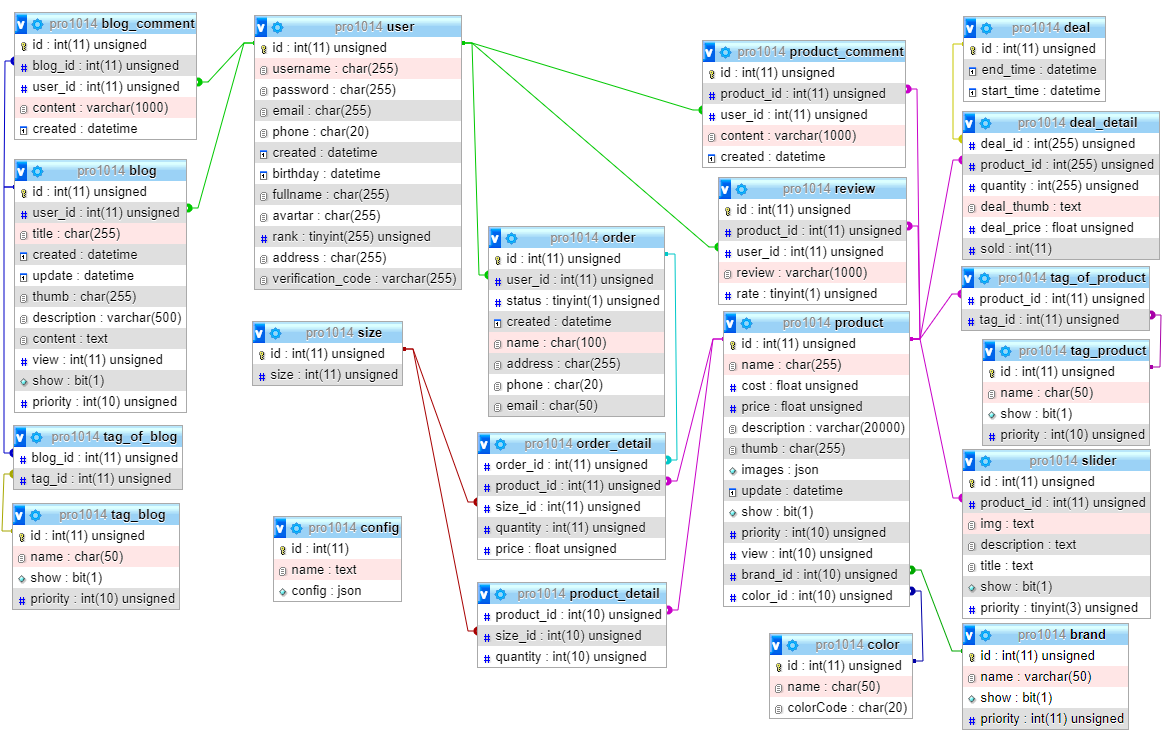 pro1014 blog_comment
id : int(11) unsigned
blog_id : int(11) unsigned
user_id : int(11) unsigned
content : varchar(1000)
created : datetime
pro1014 blog
id : int(11) unsigned
user_id : int(11) unsigned
title : char(255)
created : datetime
update : datetime
thumb : char(255)
description : varchar(500)
content : text
view : int(11) unsigned
show : bit(1)
priority : int(10) unsigned
pro1014 tag_of_blog
blog_id : int(11) unsigned
tag_id : int(11) unsigned
pro1014 tag_blog
id : int(11) unsigned
name : char(50)
show : bit(1)
priority : int(10) unsigned
pro1014 user
id : int(11) unsigned
username : char(255)
password : char(255)
email : char(255)
phone : char(20)
created : datetime
birthday : datetime
fullname : char(255)
avartar : char(255)
rank : tinyint(255) unsigned
address : char(255)
verification_code : varchar(255)
pro1014 size
id : int(11) unsigned
size : int(11) unsigned
pro1014 config
id : int(11)
name : text
config : json
pro1014 order
id : int(11) unsigned
user_id : int(11) unsigned
status : tinyint(1) unsigned
created : datetime
name : char(100)
address : char(255)
phone : char(20)
email : char(50)
pro1014 order_detail
order_id : int(11) unsigned
product_id : int(11) unsigned
size_id : int(11) unsigned
quantity : int(11) unsigned
price : float unsigned
pro1014 product_detail
product_id : int(10) unsigned
size_id : int(10) unsigned
quantity : int(10) unsigned
pro1014 product_comment
id : int(11) unsigned
product_id : int(11) unsigned
user_id : int(11) unsigned
content : varchar(1000)
created : datetime
pro1014 review
id : int(11) unsigned
product_id : int(11) unsigned
user_id : int(11) unsigned
review : varchar(1000)
rate : tinyint(1) unsigned
pro1014 product
id : int(11) unsigned
name : char(255)
cost : float unsigned
price : float unsigned
description : varchar(20000)
thumb : char(255)
images : json
update : datetime
show : bit(1)
priority : int(10) unsigned
view : int(10) unsigned
brand_id : int(10) unsigned
color_id : int(10) unsigned
pro1014 color
id : int(11) unsigned
name : char(50)
colorCode : char(20)
pro1014 deal
id : int(11) unsigned
end_time : datetime
start_time : datetime
pro1014 deal_detail
deal_id : int(255) unsigned
product_id : int(255) unsigned
quantity : int(255) unsigned
deal_thumb : text
deal_price : float unsigned
sold : int(11)
pro1014 tag_of_product
product_id : int(11) unsigned
tag_id : int(11) unsigned
pro1014 tag_product
id : int(11) unsigned
name : char(50)
show : bit(1)
priority : int(10) unsigned
pro1014 slider
id : int(11) unsigned
product_id : int(11) unsigned
img : text
description : text
title : text
show : bit(1)
priority : tinyint(3) unsigned
pro1014 brand
id : int(11) unsigned
name : varchar(50)
show : bit(1)
priority : int(11) unsigned